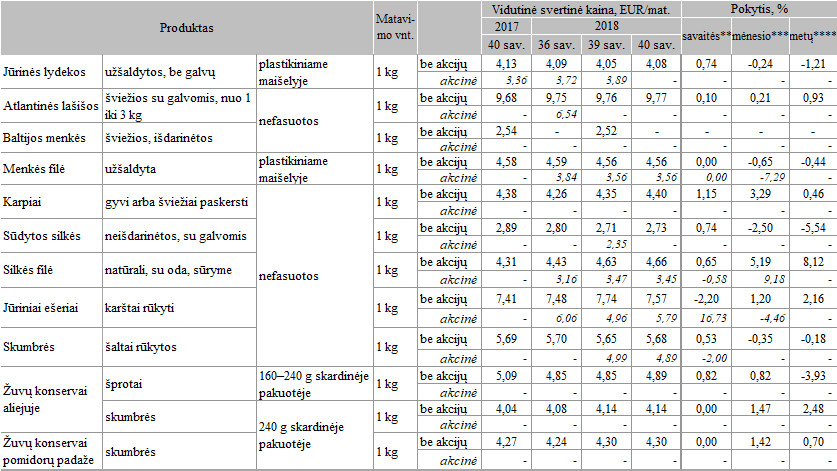 Produktas Matavi- Vidutinė svertinė kaina, EUR/mat. Pokytis, %
mo vnt. 2017 2018 savaitės** mėnesio*** metų****
40 sav. 36 sav. 39 sav. 40 sav.
Jūrinės lydekos užšaldytos, be galvų plastikiniame maišelyje 1 kg be akcijų 4,13 4,09 4,05 4,08 0,74 -0,24 -1,21
akcinė 3,36 3,72 3,89 - - - -
Atlantinės lašišos šviežios su galvomis, nuo 1 iki 3 kg nefasuotos 1 kg be akcijų 9,68 9,75 9,76 9,77 0,10 0,21 0,93
akcinė - 6,54 - - - - -
Baltijos menkės šviežios, išdarinėtos 1 kg be akcijų 2,54 - 2,52 - - - -
akcinė - - - - - - -
Menkės filė užšaldyta plastikiniame maišelyje 1 kg be akcijų 4,58 4,59 4,56 4,56 0,00 -0,65 -0,44
akcinė - 3,84 3,56 3,56 0,00 -7,29 -
Karpiai gyvi arba šviežiai paskersti nefasuotos 1 kg be akcijų 4,38 4,26 4,35 4,40 1,15 3,29 0,46
akcinė - - - - - - -
Sūdytos silkės neišdarinėtos, su galvomis 1 kg be akcijų 2,89 2,80 2,71 2,73 0,74 -2,50 -5,54
akcinė - - 2,35 - - - -
Silkės filė natūrali, su oda, sūryme 1 kg be akcijų 4,31 4,43 4,63 4,66 0,65 5,19 8,12
akcinė - 3,16 3,47 3,45 -0,58 9,18 -
Jūriniai ešeriai karštai rūkyti 1 kg be akcijų 7,41 7,48 7,74 7,57 -2,20 1,20 2,16
akcinė - 6,06 4,96 5,79 16,73 -4,46 -
Skumbrės šaltai rūkytos 1 kg be akcijų 5,69 5,70 5,65 5,68 0,53 -0,35 -0,18
akcinė - - 4,99 4,89 -2,00 - -
Žuvų konservai aliejuje šprotai 160–240 g skardinėje pakuotėje 1 kg be akcijų 5,09 4,85 4,85 4,89 0,82 0,82 -3,93
akcinė - - - - - - -
skumbrės 240 g skardinėje pakuotėje 1 kg be akcijų 4,04 4,08 4,14 4,14 0,00 1,47 2,48
akcinė - - - - - - -
Žuvų konservai pomidorų padaže skumbrės 1 kg be akcijų 4,27 4,24 4,30 4,30 0,00 1,42 0,70
akcinė - - - - - - -